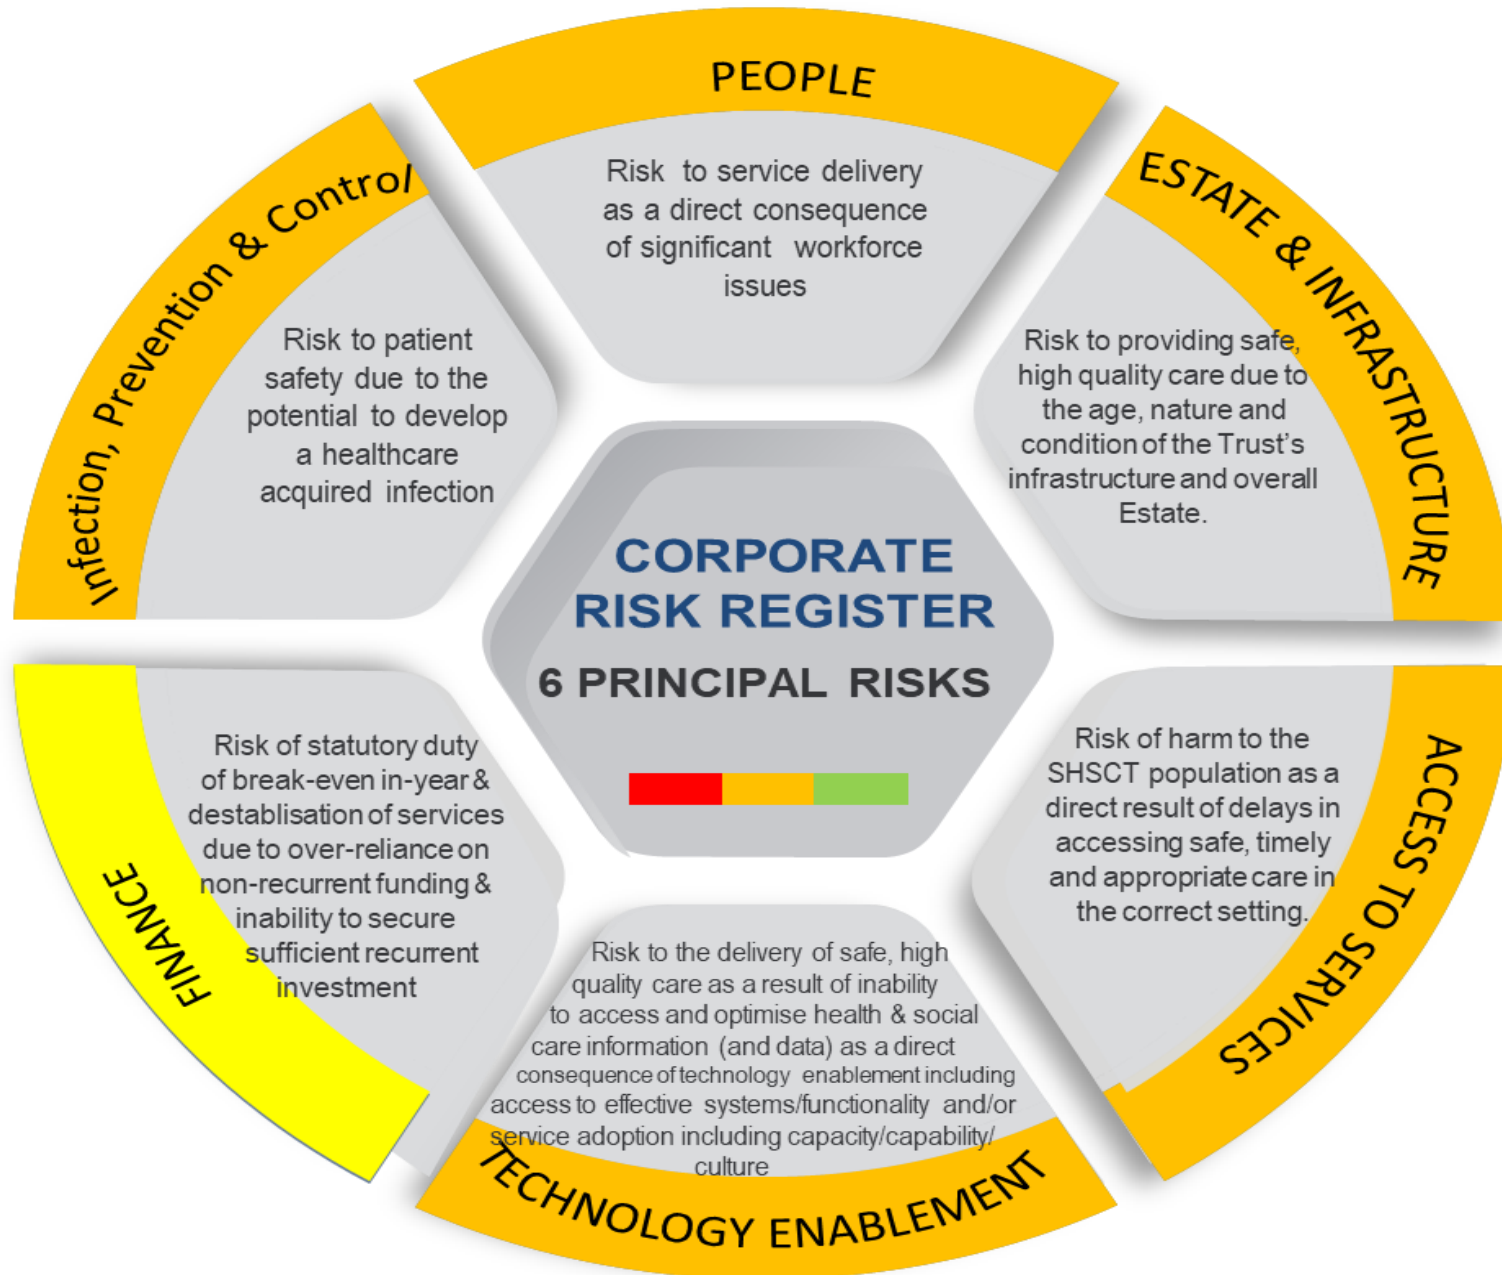 PEOPLE
Risk to service delivery
as a direct consequence
of significant workforce
issues
ESTATE & INFRASTRUCTURE
Risk to providing safe,
high quality care due to
the age, nature and
condition of the Trust's
infrastructure and overall
Estate.
ACCESS TO SERVICES
Risk of harm to the
SHSCT population as a
direct result of delays in
accessing safe, timely
and appropriate care in
the correct setting.
TECHNOLOGY ENABLEMENT
Risk to the delivery of safe, high
quality care as a result of inability
to access and optimise health & social
care information (and data) as a direct
consequence of technology enablement including
access to effective systems/functionality and/or
service adoption including capacity/capability/
culture
FINANCE
Risk of statutory duty
of break-even in-year &
destablisation of services
due to over-reliance on
non-recurrent funding &
inability to secure
sufficient recurrent
investment
Infection, Prevention & Control
Risk to patient
safety due to the
potential to develop
a healthcare
acquired infection
CORPORATE
RISK REGISTER
6 PRINCIPAL RISKS